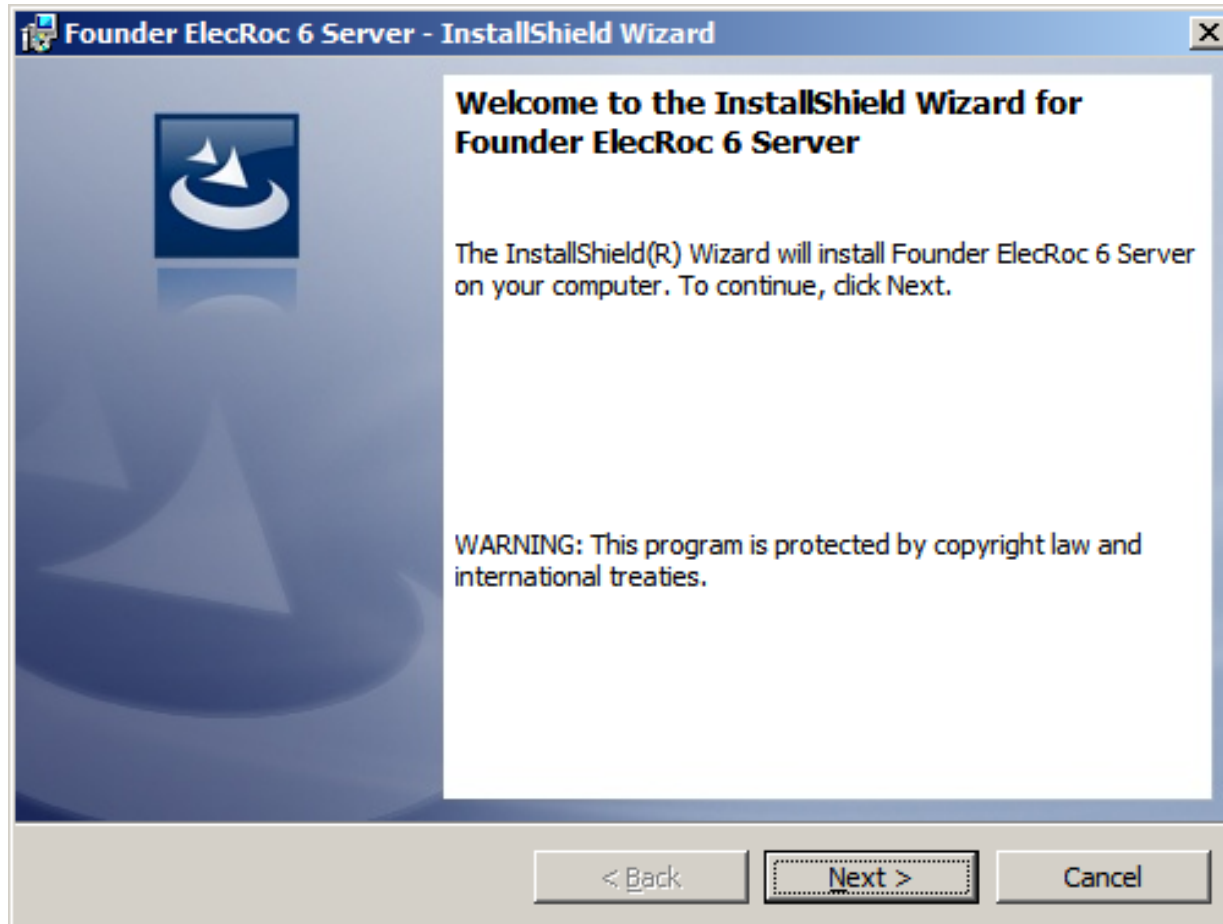 Founder ElecRoc 6 Server - InstallShield Wizard
Welcome to the InstallShield Wizard for
Founder ElecRoc 6 Server
The InstallShield(R) Wizard will install Founder ElecRoc 6 Server
on your computer. To continue, click Next.
WARNING: This program is protected by copyright law and
international treaties.
< Back
Next >
Cancel